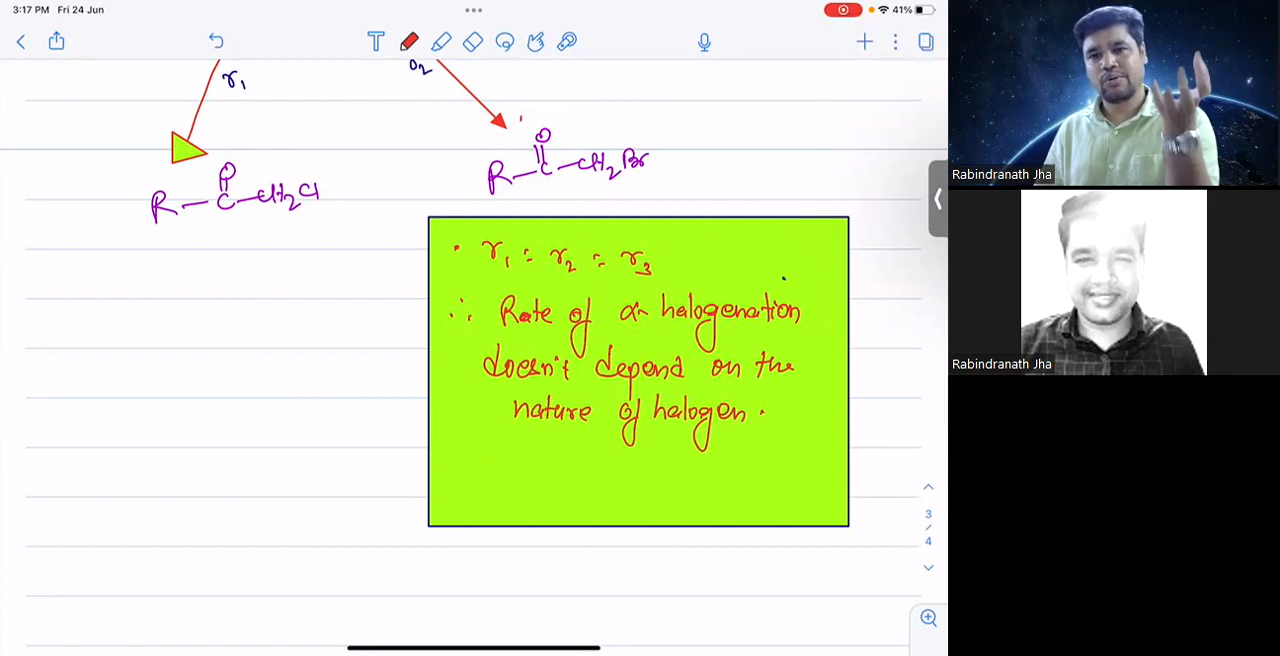 3:17 PM Fri 24 Jun
41%
r₁
R-C-CH₂Cl
O
R-C-CH₂Br
O
r₁ = r₂ = r₃
∴ Rate of α- halogenation
doesn't depend on the
nature of halogen.
3
/
4
Rabindranath Jha
Rabindranath Jha